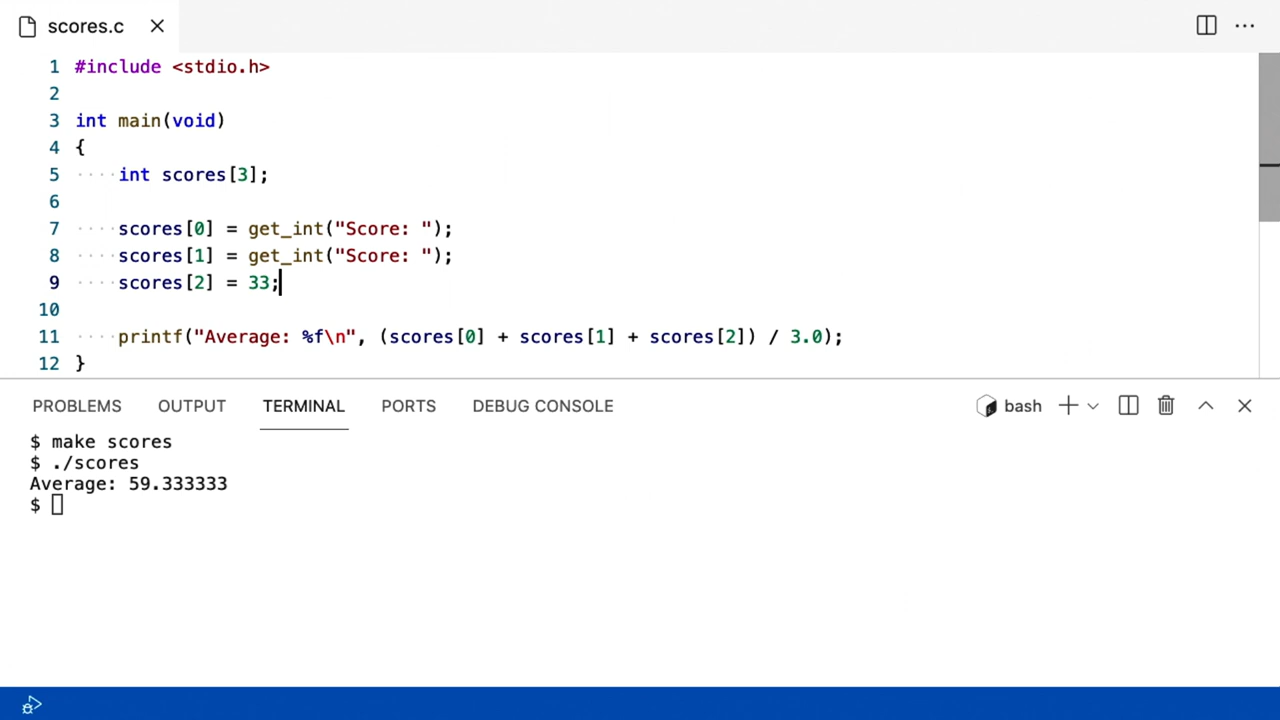 scores.c
1 #include <stdio.h>
2
3 int main(void)
4 {
5 ····int scores[3];
6
7 ····scores[0] = get_int("Score: ");
8 ····scores[1] = get_int("Score: ");
9 ····scores[2] = 33;
10
11 ····printf("Average: %f\n", (scores[0] + scores[1] + scores[2]) / 3.0);
12 }
PROBLEMS OUTPUT TERMINAL PORTS DEBUG CONSOLE bash
$ make scores
$ ./scores
Average: 59.333333
$